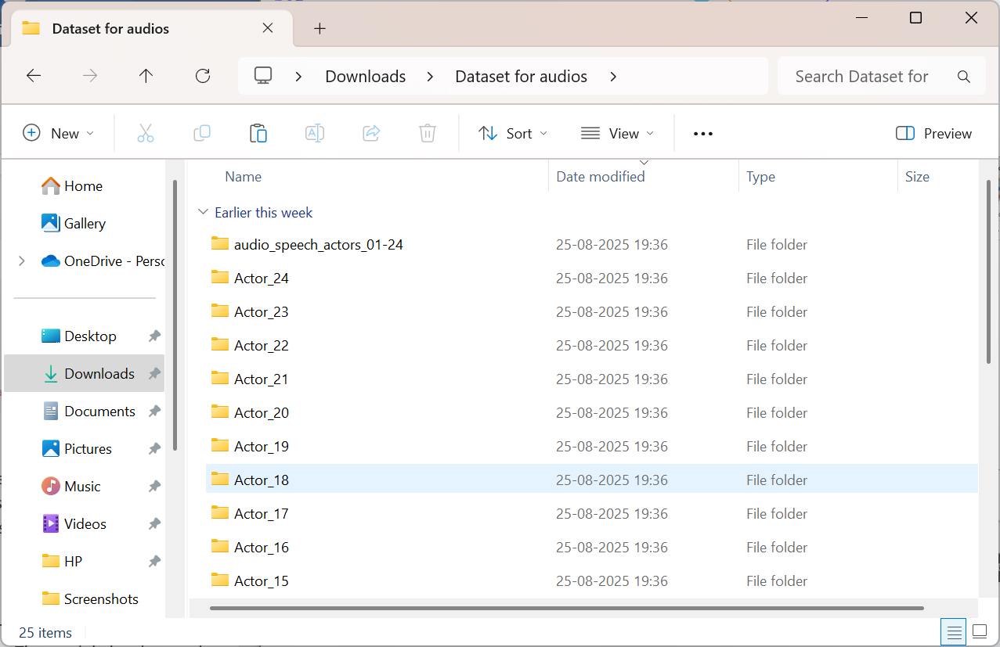 Dataset for audios
Downloads > Dataset for audios >
Search Dataset for
New
Sort
View
Preview
Home
Gallery
OneDrive - Perso
Desktop
Downloads
Documents
Pictures
Music
Videos
HP
Screenshots
Name Date modified Type Size
Earlier this week
audio_speech_actors_01-24 25-08-2025 19:36 File folder
Actor_24 25-08-2025 19:36 File folder
Actor_23 25-08-2025 19:36 File folder
Actor_22 25-08-2025 19:36 File folder
Actor_21 25-08-2025 19:36 File folder
Actor_20 25-08-2025 19:36 File folder
Actor_19 25-08-2025 19:36 File folder
Actor_18 25-08-2025 19:36 File folder
Actor_17 25-08-2025 19:36 File folder
Actor_16 25-08-2025 19:36 File folder
Actor_15 25-08-2025 19:36 File folder
25 items